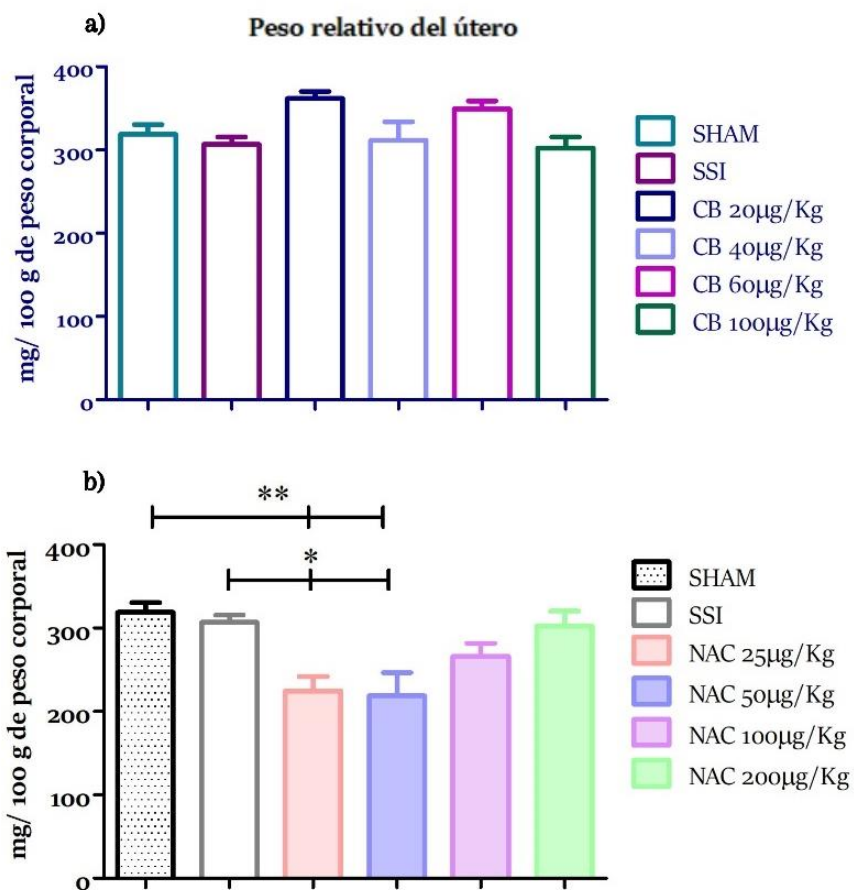 a)
Peso relativo del útero
mg/ 100 g de peso corporal
400
300
200
100
0
SHAM
SSI
CB 20µg/Kg
CB 40µg/Kg
CB 60µg/Kg
CB 100µg/Kg
b)
**
*
mg/ 100 g de peso corporal
400
300
200
100
0
SHAM
SSI
NAC 25µg/Kg
NAC 50µg/Kg
NAC 100µg/Kg
NAC 200µg/Kg